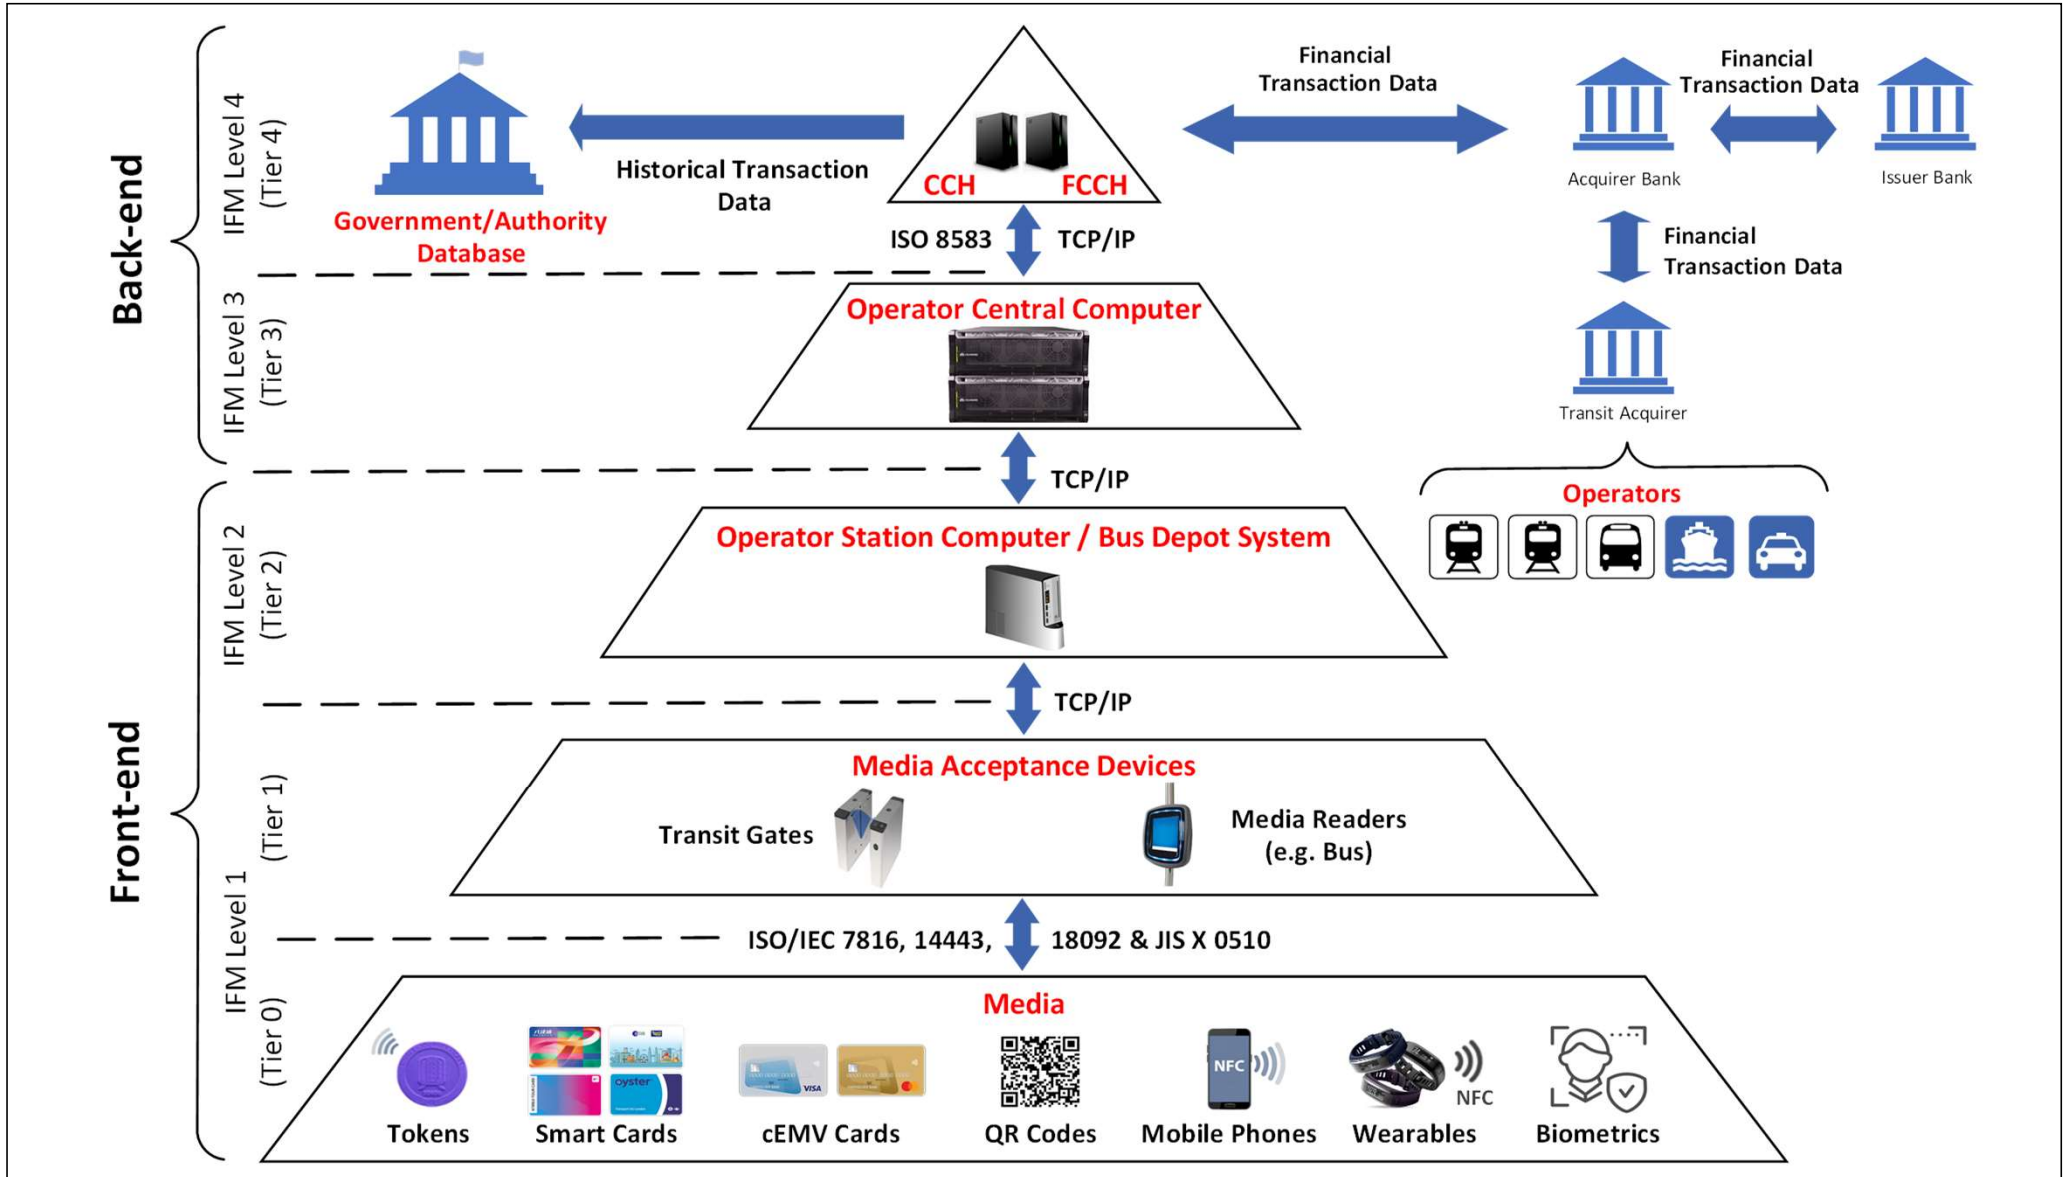 Back-end
IFM Level 4
(Tier 4)
IFM Level 3
(Tier 3)
Front-end
IFM Level 2
(Tier 2)
IFM Level 1
(Tier 1)
(Tier 0)
Government/Authority
Database
Historical Transaction
Data
CCH
FCCH
Financial
Transaction Data
Acquirer Bank
Financial
Transaction Data
Issuer Bank
ISO 8583
TCP/IP
Financial
Transaction Data
Transit Acquirer
Operators
Operator Central Computer
TCP/IP
Operator Station Computer / Bus Depot System
TCP/IP
Media Acceptance Devices
Transit Gates
Media Readers
(e.g. Bus)
ISO/IEC 7816, 14443,
18092 & JIS X 0510
Media
oyster
VISA
NFC
NFC
Tokens
Smart Cards
cEMV Cards
QR Codes
Mobile Phones
Wearables
Biometrics